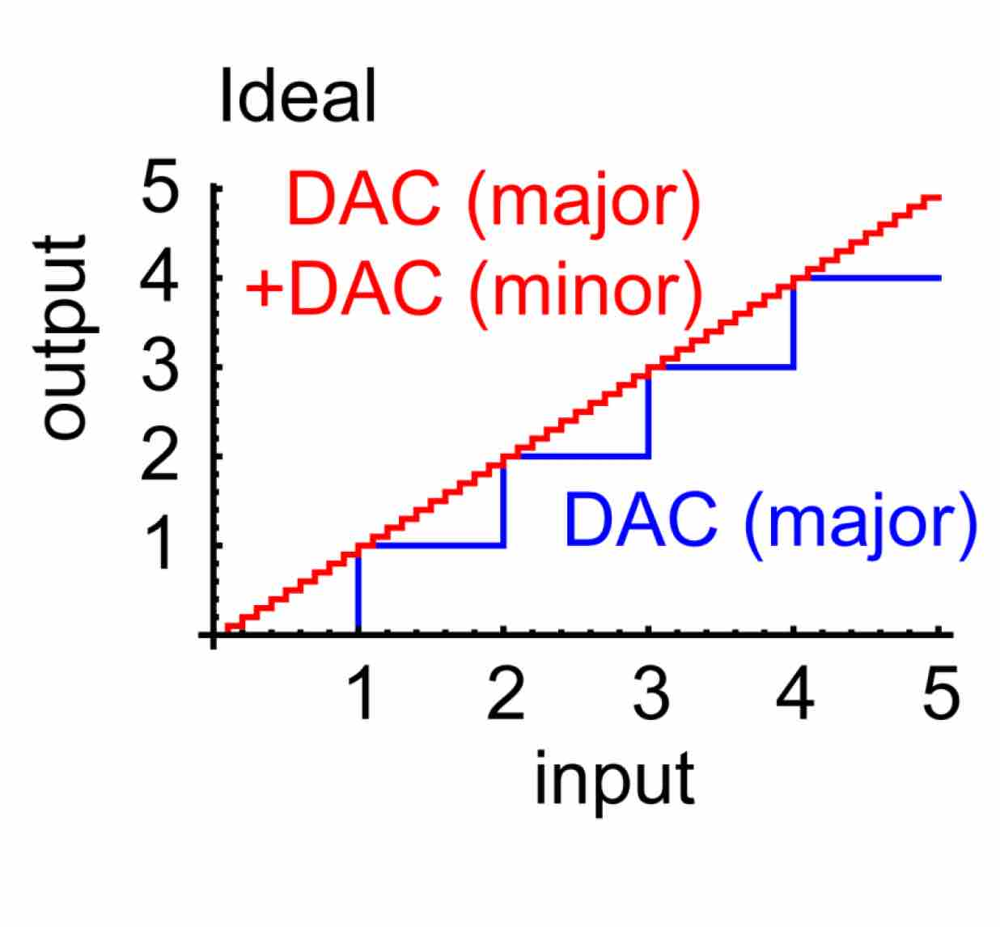 Ideal
DAC (major)
+DAC (minor)
DAC (major)
output
5
4
3
2
1
1 2 3 4 5
input